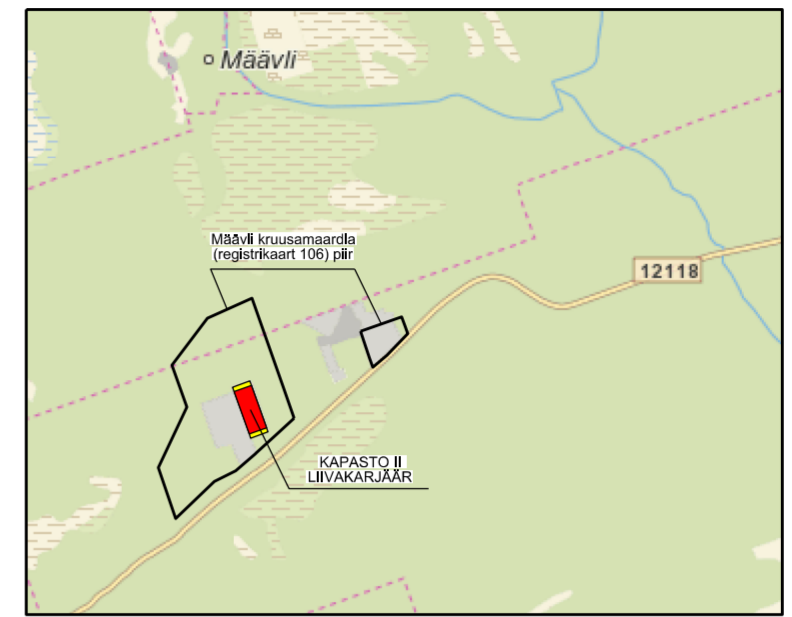 Määvli
Määvli kruusamaardla
(registrikaart 106) piir
12118
KAPASTO II
LIIVAKARJÄÄR